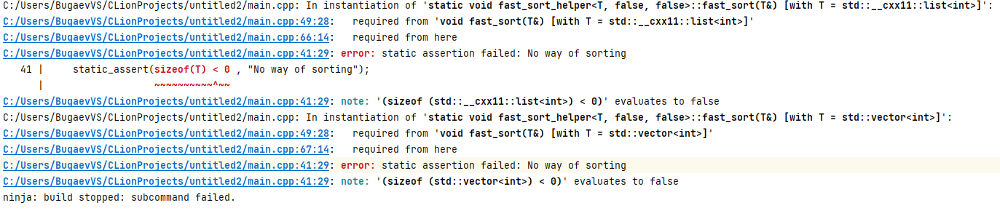 C:/Users/BugaevVS/CLionProjects/untitled2/main.cpp: In instantiation of 'static void fast_sort_helper<T, false, false>::fast_sort(T&) [with T = std::__cxx11::list<int>]':
C:/Users/BugaevVS/CLionProjects/untitled2/main.cpp:49:28:   required from 'void fast_sort(T&) [with T = std::__cxx11::list<int>]'
C:/Users/BugaevVS/CLionProjects/untitled2/main.cpp:66:14:   required from here
C:/Users/BugaevVS/CLionProjects/untitled2/main.cpp:41:29: error: static assertion failed: No way of sorting
   41 |     static_assert(sizeof(T) < 0 , "No way of sorting");
      |                   ~~~~~~~~~~^~~
C:/Users/BugaevVS/CLionProjects/untitled2/main.cpp:41:29: note: '(sizeof (std::__cxx11::list<int>) < 0)' evaluates to false
C:/Users/BugaevVS/CLionProjects/untitled2/main.cpp: In instantiation of 'static void fast_sort_helper<T, false, false>::fast_sort(T&) [with T = std::vector<int>]':
C:/Users/BugaevVS/CLionProjects/untitled2/main.cpp:49:28:   required from 'void fast_sort(T&) [with T = std::vector<int>]'
C:/Users/BugaevVS/CLionProjects/untitled2/main.cpp:67:14:   required from here
C:/Users/BugaevVS/CLionProjects/untitled2/main.cpp:41:29: error: static assertion failed: No way of sorting
C:/Users/BugaevVS/CLionProjects/untitled2/main.cpp:41:29: note: '(sizeof (std::vector<int>) < 0)' evaluates to false
ninja: build stopped: subcommand failed.